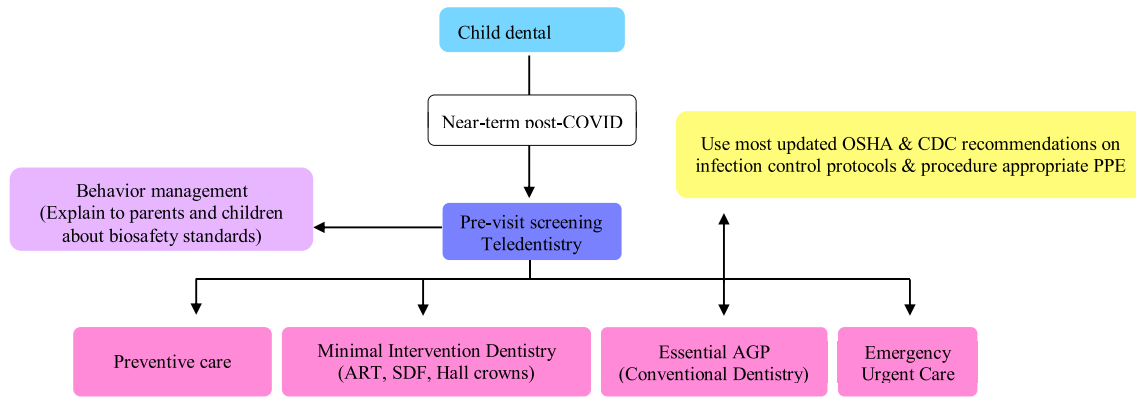 Child dental
Near-term post-COVID
Use most updated OSHA & CDC recommendations on
infection control protocols & procedure appropriate PPE
Behavior management
(Explain to parents and children
about biosafety standards)
Pre-visit screening
Teledentistry
Preventive care
Minimal Intervention Dentistry
(ART, SDF, Hall crowns)
Essential AGP
(Conventional Dentistry)
Emergency
Urgent Care